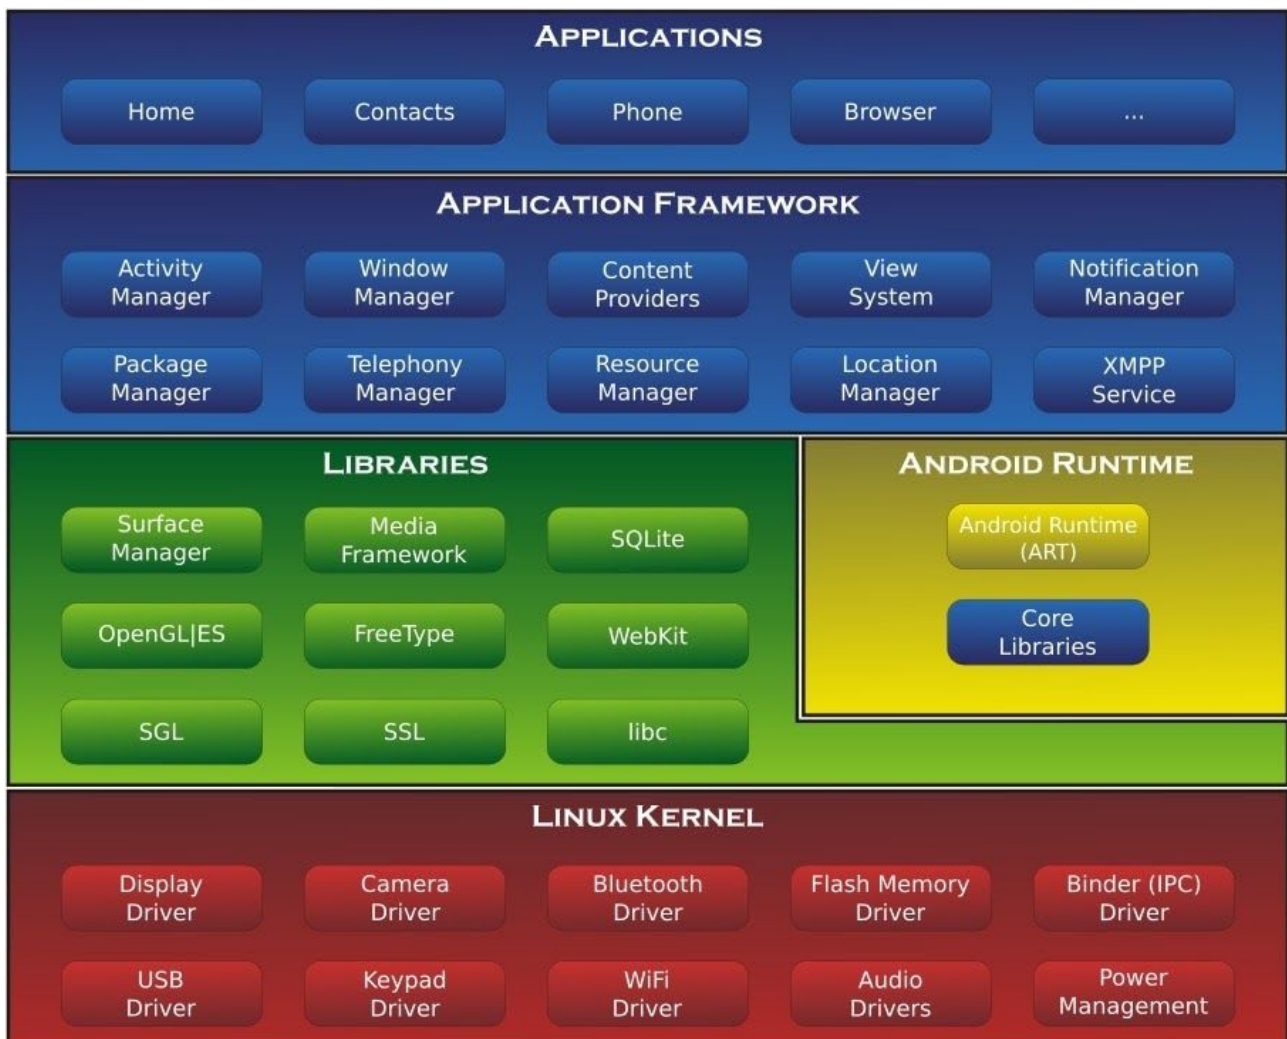 APPLICATIONS
Home
Contacts
Phone
Browser
...
APPLICATION FRAMEWORK
Activity
Manager
Window
Manager
Content
Providers
View
System
Notification
Manager
Package
Manager
Telephony
Manager
Resource
Manager
Location
Manager
XMPP
Service
LIBRARIES
Surface
Manager
Media
Framework
SQLite
OpenGL|ES
FreeType
WebKit
SGL
SSL
libc
ANDROID RUNTIME
Android Runtime
(ART)
Core
Libraries
LINUX KERNEL
Display
Driver
Camera
Driver
Bluetooth
Driver
Flash Memory
Driver
Binder (IPC)
Driver
USB
Driver
Keypad
Driver
WiFi
Driver
Audio
Drivers
Power
Management